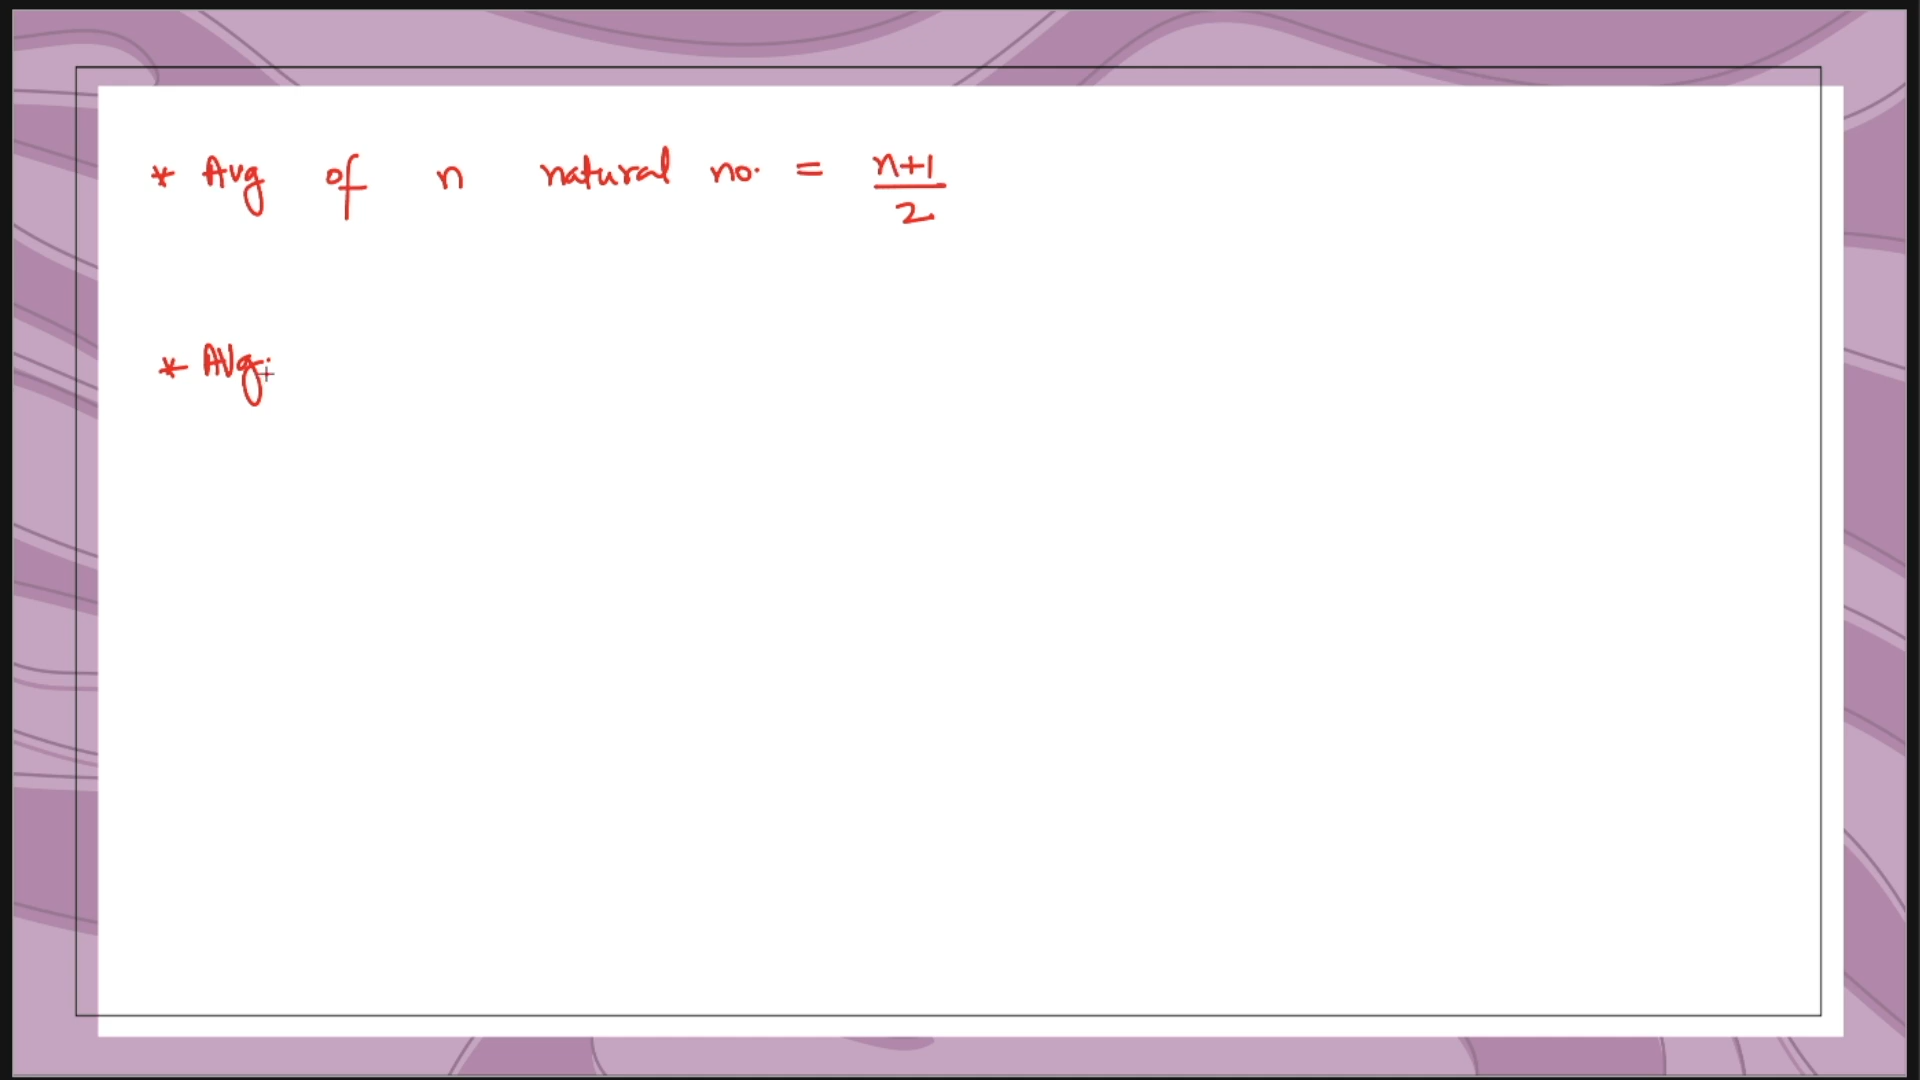 * Avg of n natural no. = n+1/2
* Avg.